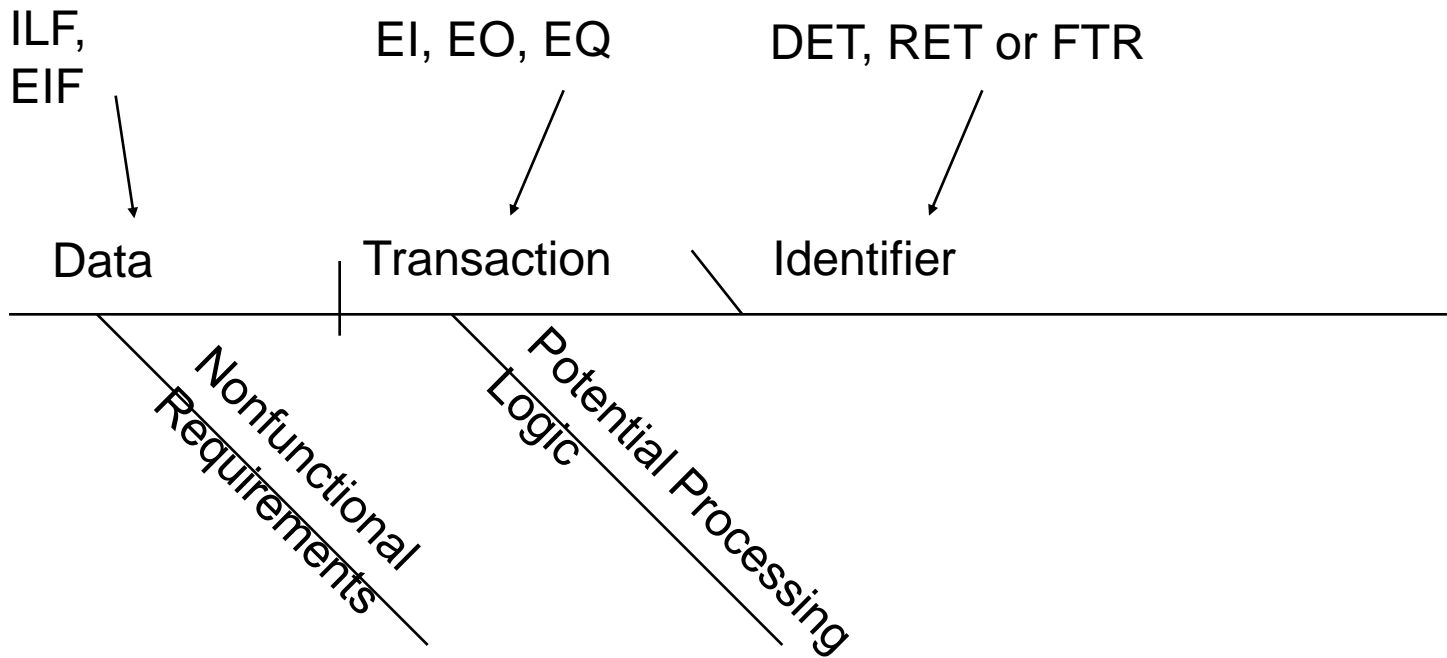 ILF,
EIF
EI, EO, EQ
DET, RET or FTR
Data
Transaction
Identifier
Nonfunctional
Requirements
Potential Processing
Logic